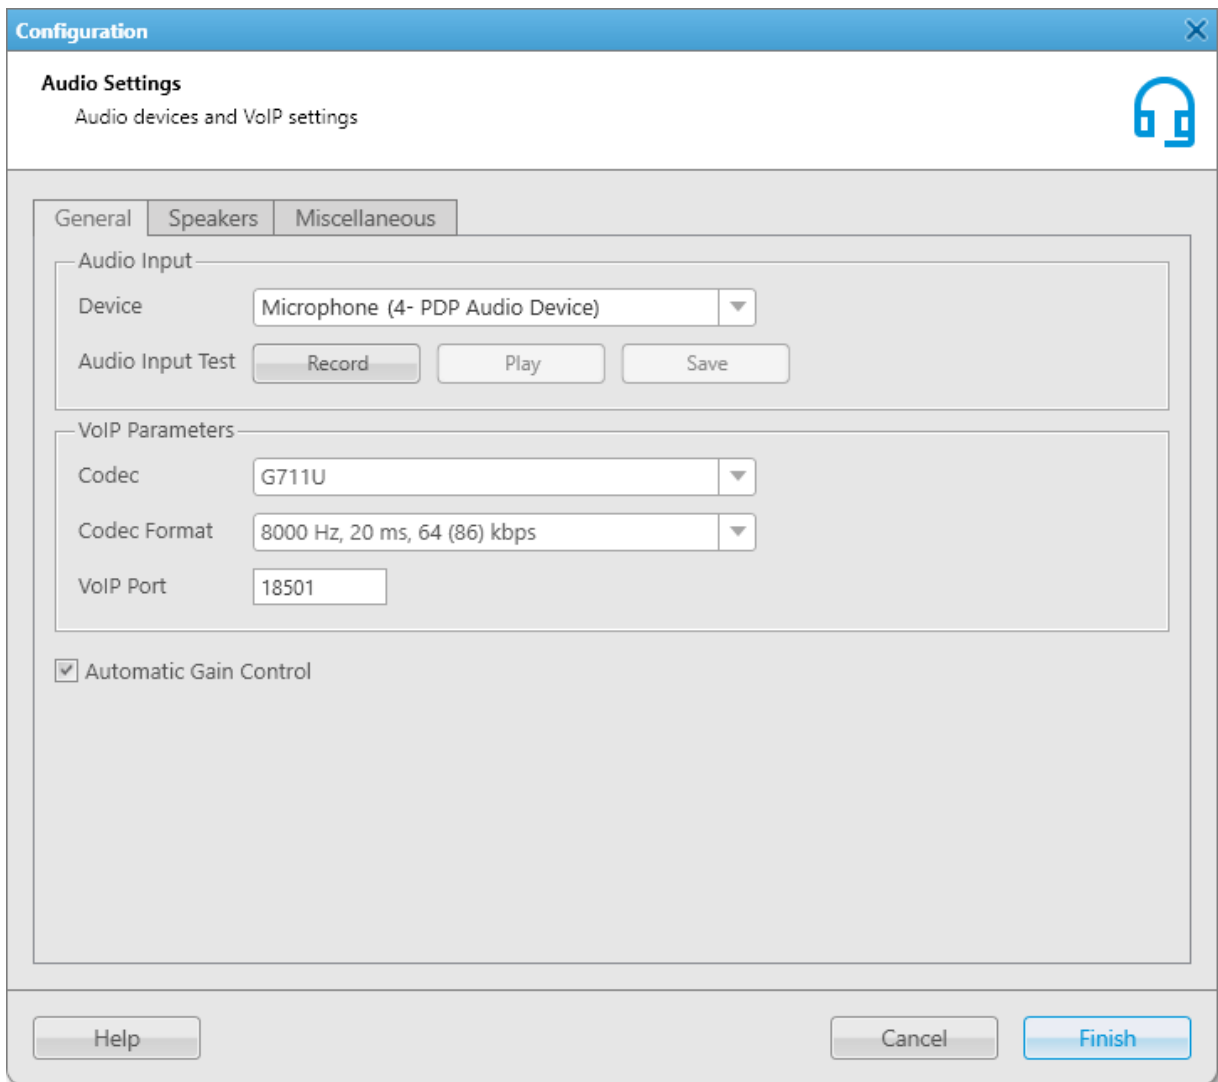 Configuration
Audio Settings
Audio devices and VoIP settings
General Speakers Miscellaneous
Audio Input
Device Microphone (4- PDP Audio Device)
Audio Input Test Record Play Save
VoIP Parameters
Codec G711U
Codec Format 8000 Hz, 20 ms, 64 (86) kbps
VoIP Port 18501
Automatic Gain Control
Help Cancel Finish